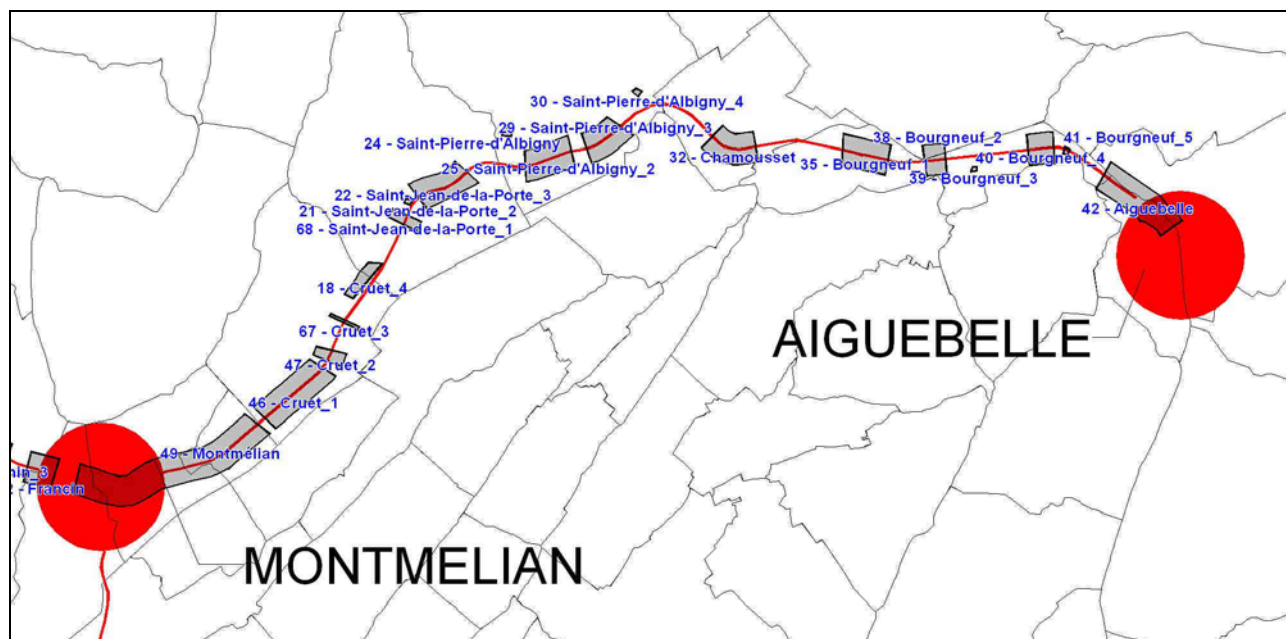 30 - Saint-Pierre-d'Albigny_4
29 - Saint-Pierre-d'Albigny_3
24 - Saint-Pierre-d'Albigny
25 - Saint-Pierre-d'Albigny_2
38 - Bourgneuf_2
41 - Bourgneuf_5
32 - Chamousset
35 - Bourgneuf_1
40 - Bourgneuf_4
39 - Bourgneuf_3
22 - Saint-Jean-de-la-Porte_3
21 - Saint-Jean-de-la-Porte_2
68 - Saint-Jean-de-la-Porte_1
42 - Aiguebelle
18 - Cruet_4
67 - Cruet_3
AIGUEBELLE
47 - Cruet_2
46 - Cruet_1
49 - Montmélian
nin_3
2 - Francin
MONTMELIAN